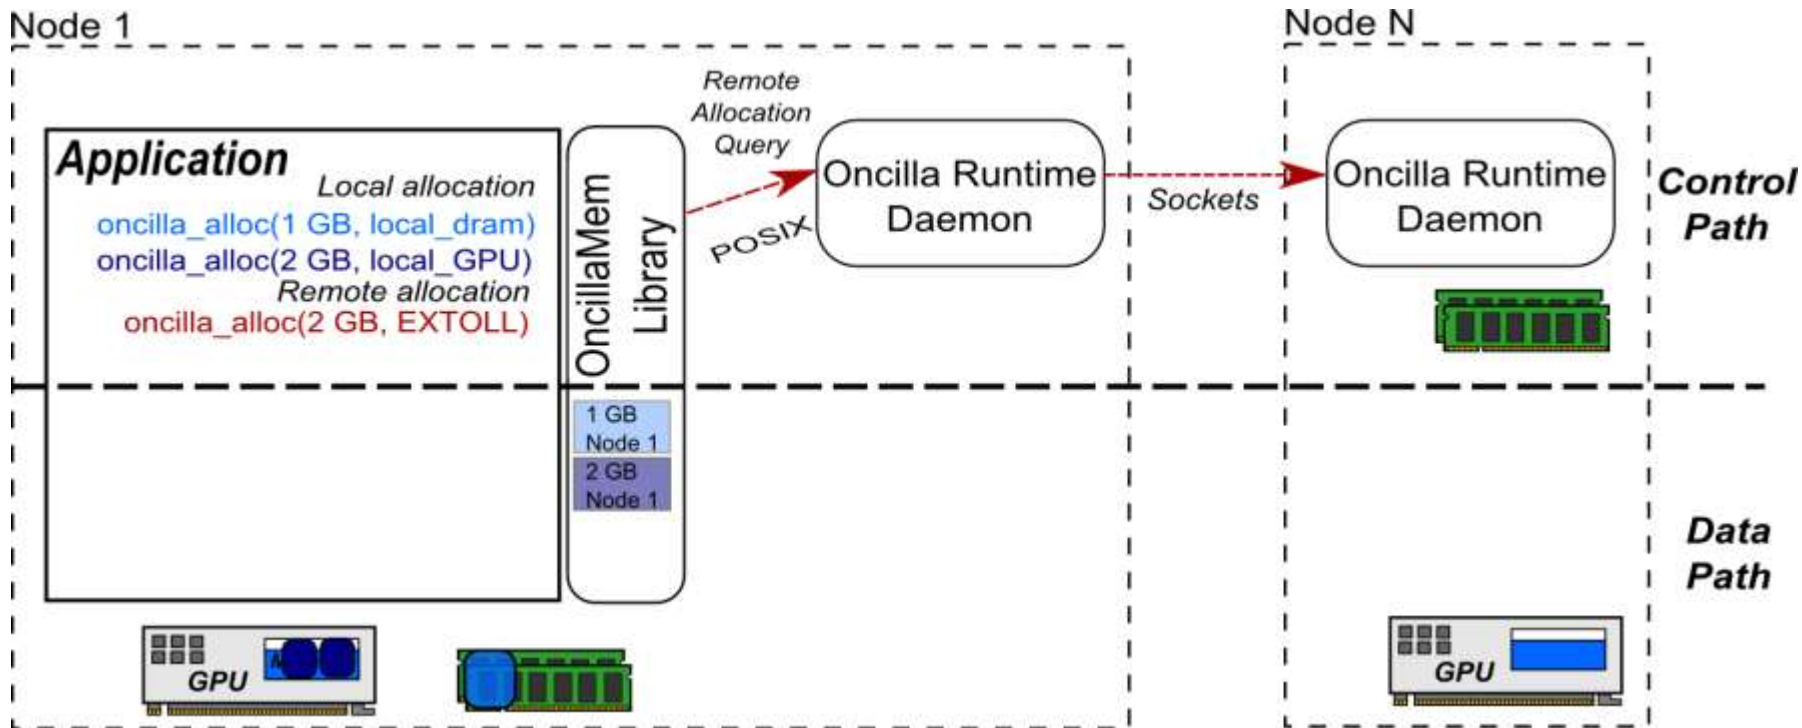 Node 1
Node N
Remote
Allocation
Query
Application
Local allocation
oncilla_alloc(1 GB, local_dram)
oncilla_alloc(2 GB, local_GPU)
Remote allocation
oncilla_alloc(2 GB, EXTOLL)
OncillaMem
Library
POSIX
Oncilla Runtime
Daemon
Sockets
Oncilla Runtime
Daemon
Control
Path
1 GB
Node 1
2 GB
Node 1
Data
Path
GPU
GPU